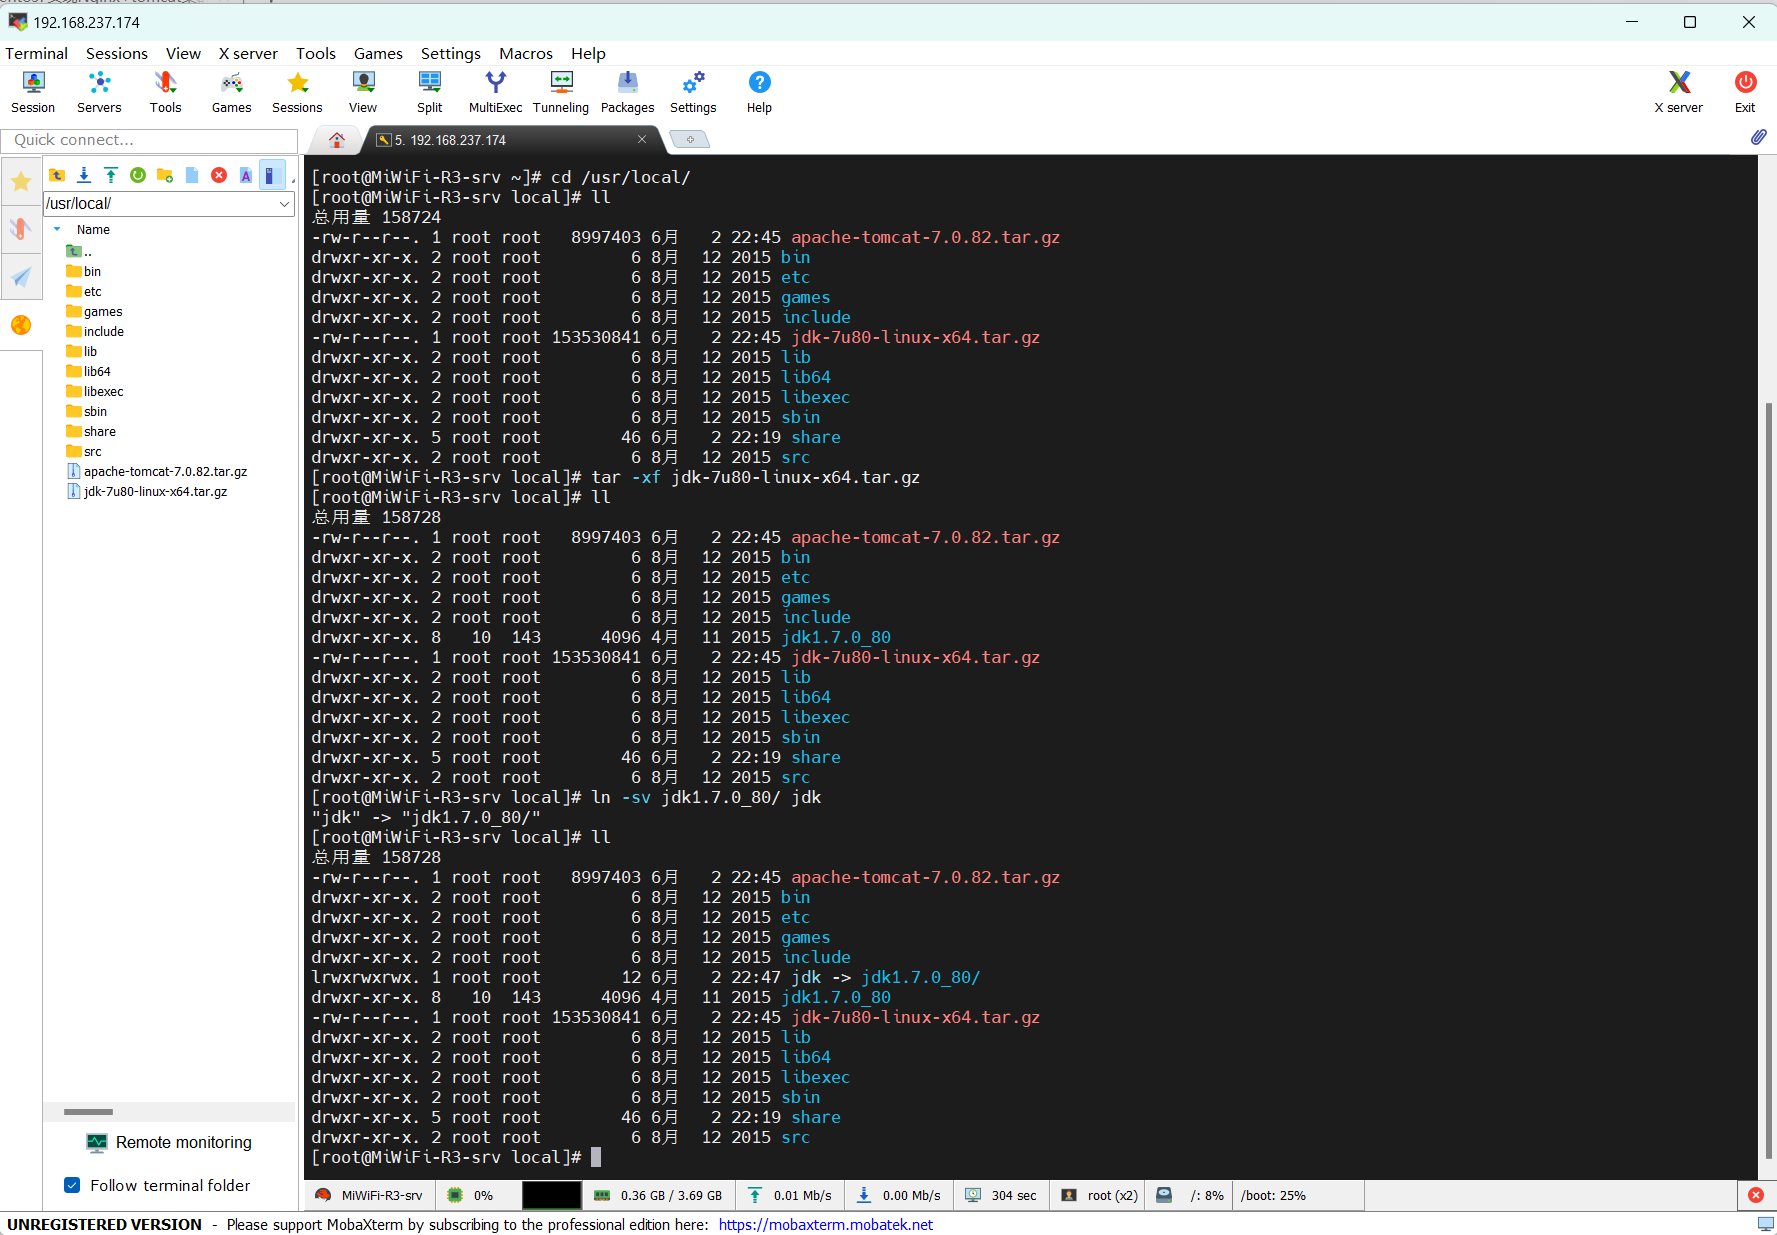 192.168.237.174
Terminal Sessions View X server Tools Games Settings Macros Help
Session Servers Tools Games Sessions View Split MultiExec Tunneling Packages Settings Help X server Exit
Quick connect...
5. 192.168.237.174
/usr/local/
Name
..
bin
etc
games
include
lib
lib64
libexec
sbin
share
src
apache-tomcat-7.0.82.tar.gz
jdk-7u80-linux-x64.tar.gz
Remote monitoring
Follow terminal folder
[root@MiWiFi-R3-srv ~]# cd /usr/local/
[root@MiWiFi-R3-srv local]# ll
总用量 158724
-rw-r--r--. 1 root root   8997403 6月   2 22:45 apache-tomcat-7.0.82.tar.gz
drwxr-xr-x. 2 root root         6 8月  12 2015 bin
drwxr-xr-x. 2 root root         6 8月  12 2015 etc
drwxr-xr-x. 2 root root         6 8月  12 2015 games
drwxr-xr-x. 2 root root         6 8月  12 2015 include
-rw-r--r--. 1 root root 153530841 6月   2 22:45 jdk-7u80-linux-x64.tar.gz
drwxr-xr-x. 2 root root         6 8月  12 2015 lib
drwxr-xr-x. 2 root root         6 8月  12 2015 lib64
drwxr-xr-x. 2 root root         6 8月  12 2015 libexec
drwxr-xr-x. 2 root root         6 8月  12 2015 sbin
drwxr-xr-x. 5 root root        46 6月   2 22:19 share
drwxr-xr-x. 2 root root         6 8月  12 2015 src
[root@MiWiFi-R3-srv local]# tar -xf jdk-7u80-linux-x64.tar.gz
[root@MiWiFi-R3-srv local]# ll
总用量 158728
-rw-r--r--. 1 root root   8997403 6月   2 22:45 apache-tomcat-7.0.82.tar.gz
drwxr-xr-x. 2 root root         6 8月  12 2015 bin
drwxr-xr-x. 2 root root         6 8月  12 2015 etc
drwxr-xr-x. 2 root root         6 8月  12 2015 games
drwxr-xr-x. 2 root root         6 8月  12 2015 include
drwxr-xr-x. 8   10  143      4096 4月  11 2015 jdk1.7.0_80
-rw-r--r--. 1 root root 153530841 6月   2 22:45 jdk-7u80-linux-x64.tar.gz
drwxr-xr-x. 2 root root         6 8月  12 2015 lib
drwxr-xr-x. 2 root root         6 8月  12 2015 lib64
drwxr-xr-x. 2 root root         6 8月  12 2015 libexec
drwxr-xr-x. 2 root root         6 8月  12 2015 sbin
drwxr-xr-x. 5 root root        46 6月   2 22:19 share
drwxr-xr-x. 2 root root         6 8月  12 2015 src
[root@MiWiFi-R3-srv local]# ln -sv jdk1.7.0_80/ jdk
"jdk" -> "jdk1.7.0_80/"
[root@MiWiFi-R3-srv local]# ll
总用量 158728
-rw-r--r--. 1 root root   8997403 6月   2 22:45 apache-tomcat-7.0.82.tar.gz
drwxr-xr-x. 2 root root         6 8月  12 2015 bin
drwxr-xr-x. 2 root root         6 8月  12 2015 etc
drwxr-xr-x. 2 root root         6 8月  12 2015 games
drwxr-xr-x. 2 root root         6 8月  12 2015 include
lrwxrwxrwx. 1 root root        12 6月   2 22:47 jdk -> jdk1.7.0_80/
drwxr-xr-x. 8   10  143      4096 4月  11 2015 jdk1.7.0_80
-rw-r--r--. 1 root root 153530841 6月   2 22:45 jdk-7u80-linux-x64.tar.gz
drwxr-xr-x. 2 root root         6 8月  12 2015 lib
drwxr-xr-x. 2 root root         6 8月  12 2015 lib64
drwxr-xr-x. 2 root root         6 8月  12 2015 libexec
drwxr-xr-x. 2 root root         6 8月  12 2015 sbin
drwxr-xr-x. 5 root root        46 6月   2 22:19 share
drwxr-xr-x. 2 root root         6 8月  12 2015 src
[root@MiWiFi-R3-srv local]#
MiWiFi-R3-srv 0% 0.36 GB / 3.69 GB 0.01 Mb/s 0.00 Mb/s 304 sec root (x2) /: 8% /boot: 25%
UNREGISTERED VERSION - Please support MobaXterm by subscribing to the professional edition here: https://mobaxterm.mobatek.net